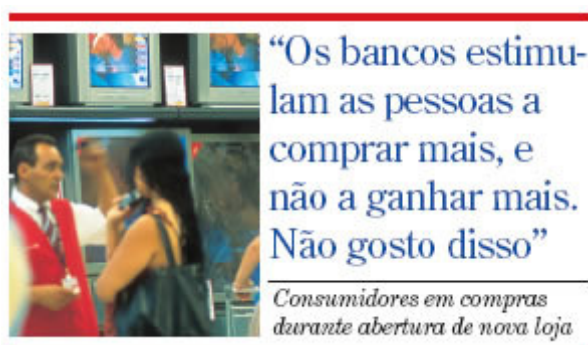 “Os bancos estimu-
lam as pessoas a
comprar mais, e
não a ganhar mais.
Não gosto disso”
Consumidores em compras
durante abertura de nova loja